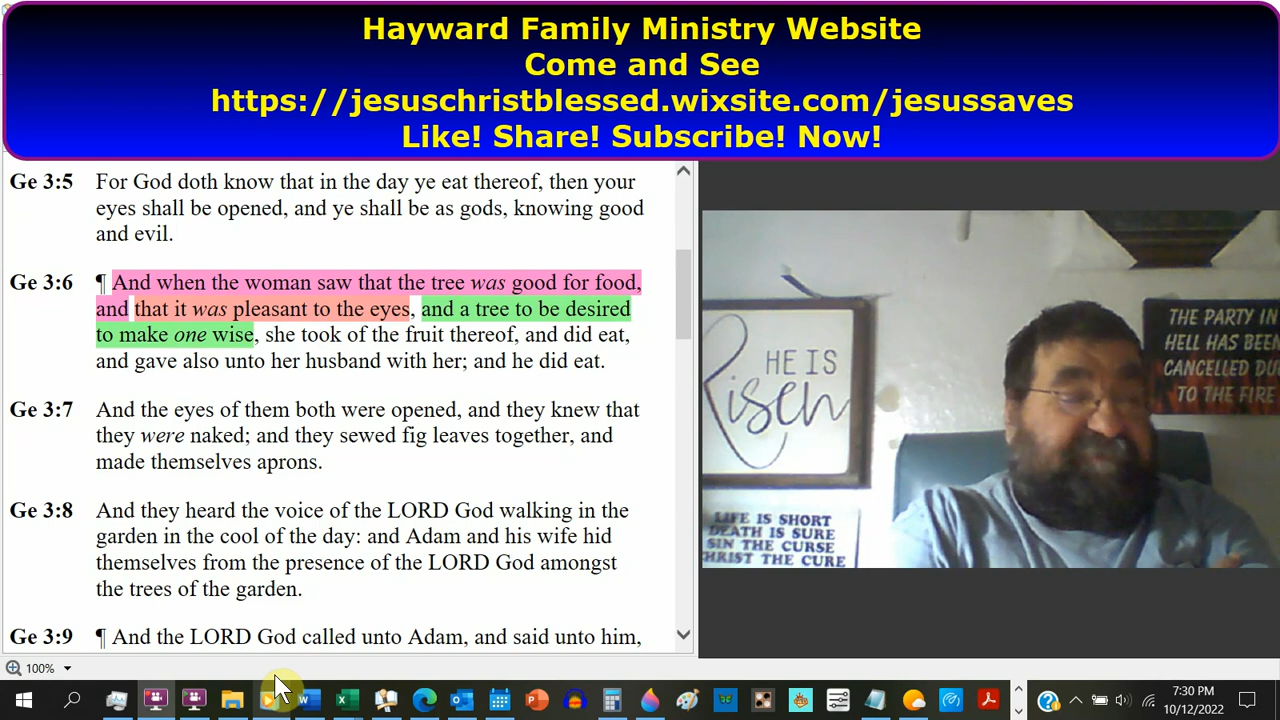 Hayward Family Ministry Website
Come and See
https://jesuschristblessed.wixsite.com/jesussaves
Like! Share! Subscribe! Now!
Ge 3:5 For God doth know that in the day ye eat thereof, then your
eyes shall be opened, and ye shall be as gods, knowing good
and evil.
Ge 3:6 ¶ And when the woman saw that the tree was good for food,
and that it was pleasant to the eyes, and a tree to be desired
to make one wise, she took of the fruit thereof, and did eat,
and gave also unto her husband with her; and he did eat.
Ge 3:7 And the eyes of them both were opened, and they knew that
they were naked; and they sewed fig leaves together, and
made themselves aprons.
Ge 3:8 And they heard the voice of the LORD God walking in the
garden in the cool of the day: and Adam and his wife hid
themselves from the presence of the LORD God amongst
the trees of the garden.
Ge 3:9 ¶ And the LORD God called unto Adam, and said unto him,
HE IS
Risen
THE PARTY IN
HELL HAS BEEN
CANCELLED DU
TO THE FIRE
LIFE IS SHORT
DEATH IS SURE
SIN THE CURSE
CHRIST THE CURE
100%
7:30 PM
10/12/2022